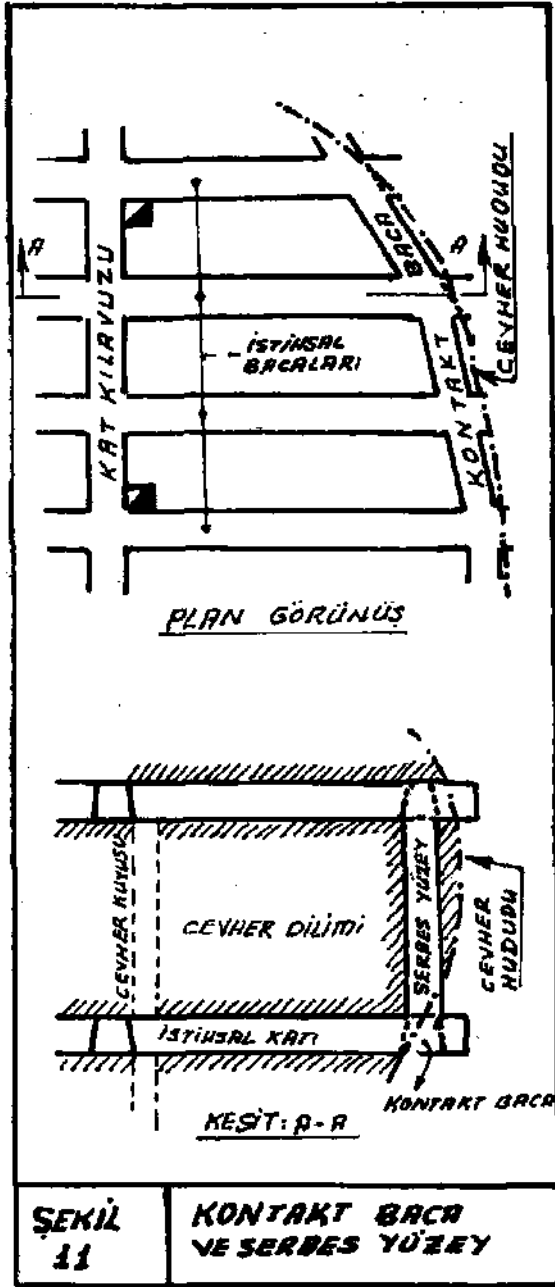 BACA
A
A
KAT KILAVUZU
CEVHER HUDUDU
İSTİHSAL
BACALARI
KONTAKT
PLAN GÖRÜNÜŞ
CEVHER KUYUSU
CEVHER DİLİMİ
SERBES YÜZEY
CEVHER
HUDUDU
İSTİHSAL KATI
KONTAKT BACA
KESİT: A-A
ŞEKİL
11
KONTAKT BACA
VE SERBES YÜZEY